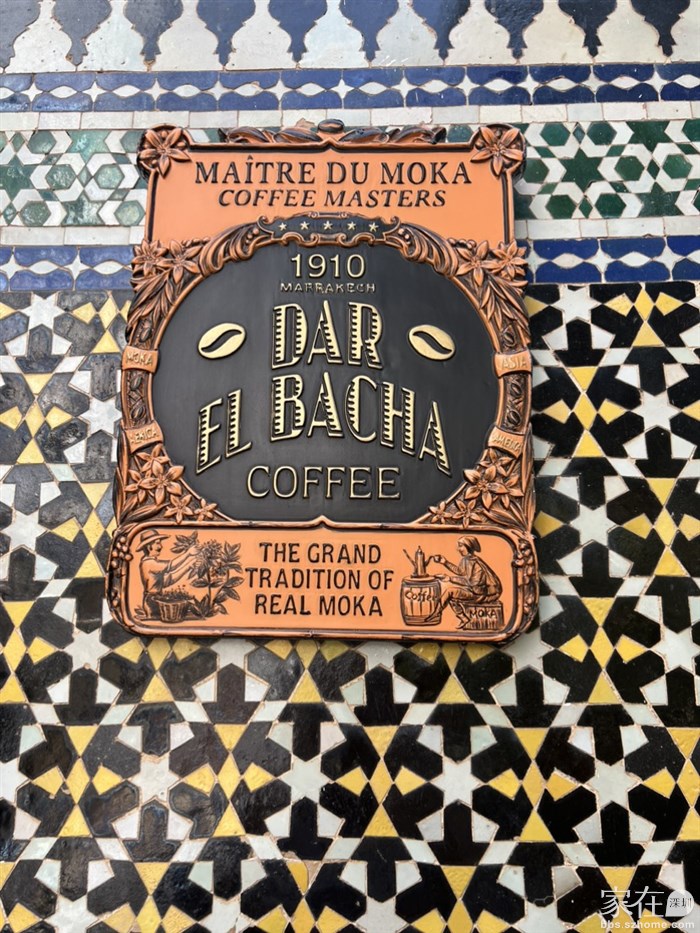 MAÎTRE DU MOKA
COFFEE MASTERS
1910
MARRAKECH
DAR
EL BACHA
COFFEE
MOKA
ASIA
AFRICA
THE GRAND
TRADITION OF
REAL MOKA
Coffee
MOKA
家在
深圳
bbs.szhome.com